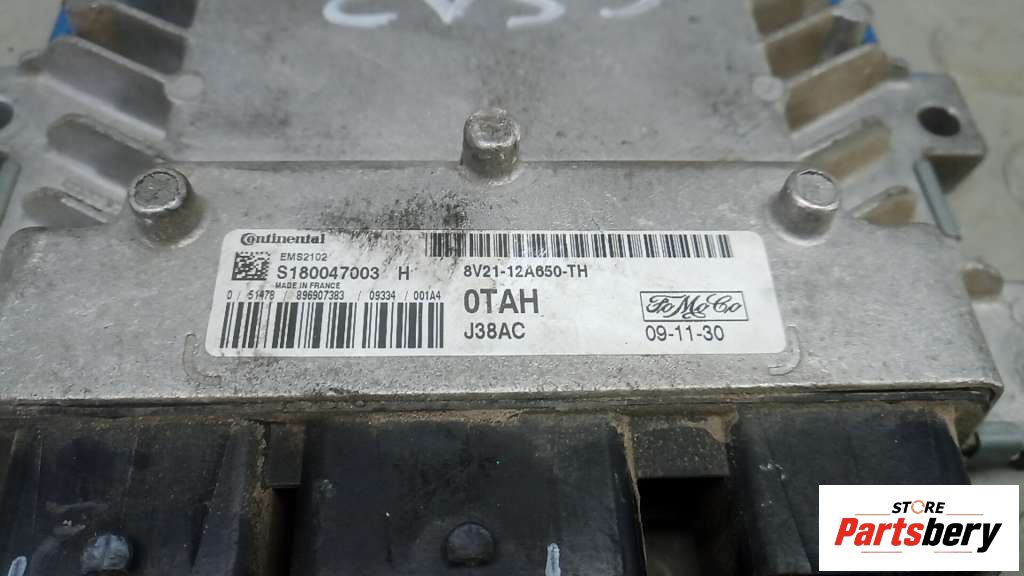 Continental
EMS2102
S180047003 H
MADE IN FRANCE
0 / 51478 / 896907383 / 09334 / 001A4
8V21-12A650-TH
0TAH
J38AC
FoMoCo
09-11-30
STORE
Partsbery